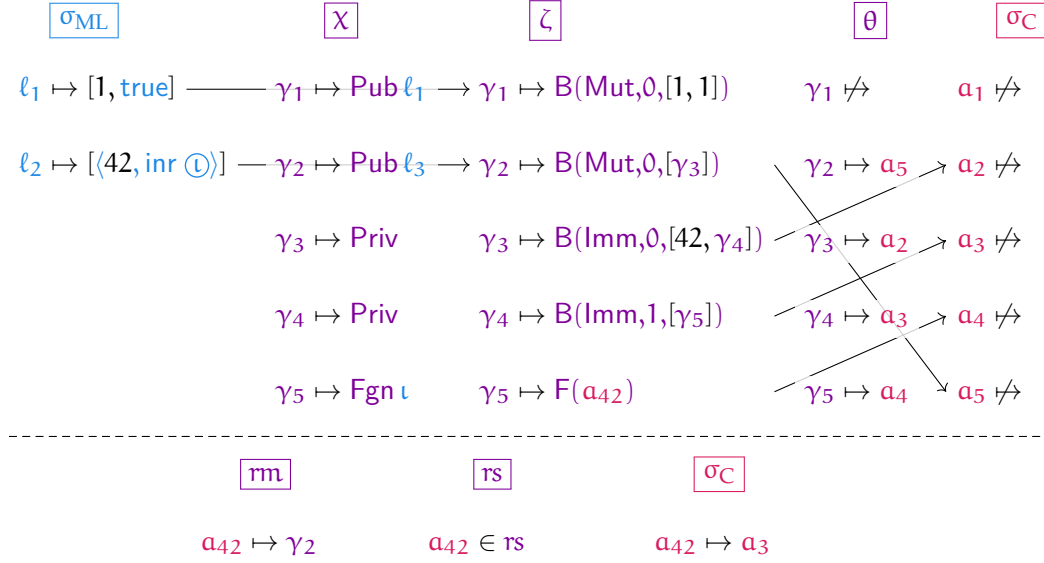 σ_ML χ ζ θ σ_C
ℓ₁ ↦ [1, true] γ₁ ↦ Pub ℓ₁ γ₁ ↦ B(Mut,0,[1, 1]) γ₁ ↦̸ a₁ ↦̸
ℓ₂ ↦ [⟨42, inr ⓘ⟩] γ₂ ↦ Pub ℓ₃ γ₂ ↦ B(Mut,0,[γ₃]) γ₂ ↦ a₅ a₂ ↦̸
γ₃ ↦ Priv γ₃ ↦ B(Imm,0,[42, γ₄]) γ₃ ↦ a₂ a₃ ↦̸
γ₄ ↦ Priv γ₄ ↦ B(Imm,1,[γ₅]) γ₄ ↦ a₃ a₄ ↦̸
γ₅ ↦ Fgn ι γ₅ ↦ F(a₄₂) γ₅ ↦ a₄ a₅ ↦̸
rm rs σ_C
a₄₂ ↦ γ₂ a₄₂ ∈ rs a₄₂ ↦ a₃